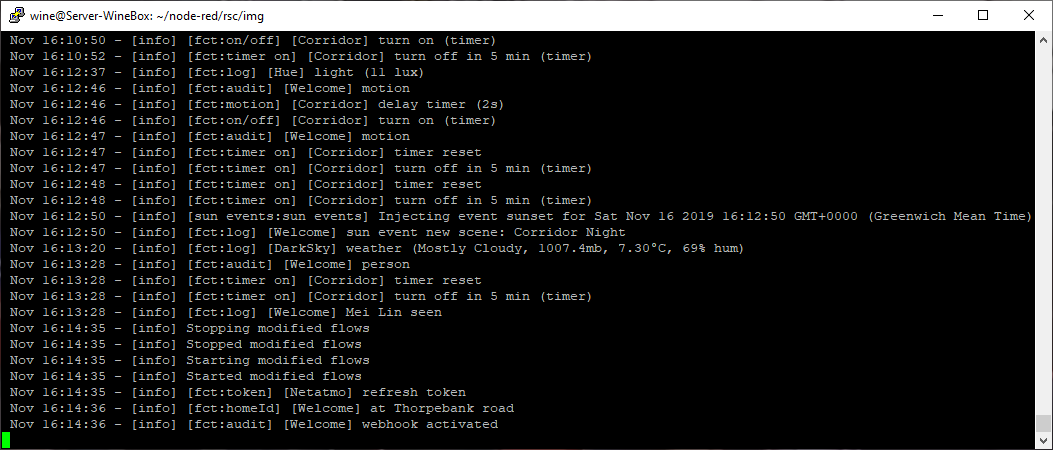 wine@Server-WineBox: ~/node-red/rsc/img
Nov 16:10:50 - [info] [fct:on/off] [Corridor] turn on (timer)
Nov 16:10:52 - [info] [fct:timer on] [Corridor] turn off in 5 min (timer)
Nov 16:12:37 - [info] [fct:log] [Hue] light (11 lux)
Nov 16:12:46 - [info] [fct:audit] [Welcome] motion
Nov 16:12:46 - [info] [fct:motion] [Corridor] delay timer (2s)
Nov 16:12:46 - [info] [fct:on/off] [Corridor] turn on (timer)
Nov 16:12:47 - [info] [fct:audit] [Welcome] motion
Nov 16:12:47 - [info] [fct:timer on] [Corridor] timer reset
Nov 16:12:47 - [info] [fct:timer on] [Corridor] turn off in 5 min (timer)
Nov 16:12:48 - [info] [fct:timer on] [Corridor] timer reset
Nov 16:12:48 - [info] [fct:timer on] [Corridor] turn off in 5 min (timer)
Nov 16:12:50 - [info] [sun events:sun events] Injecting event sunset for Sat Nov 16 2019 16:12:50 GMT+0000 (Greenwich Mean Time)
Nov 16:12:50 - [info] [fct:log] [Welcome] sun event new scene: Corridor Night
Nov 16:13:20 - [info] [fct:log] [DarkSky] weather (Mostly Cloudy, 1007.4mb, 7.30°C, 69% hum)
Nov 16:13:28 - [info] [fct:audit] [Welcome] person
Nov 16:13:28 - [info] [fct:timer on] [Corridor] timer reset
Nov 16:13:28 - [info] [fct:timer on] [Corridor] turn off in 5 min (timer)
Nov 16:13:28 - [info] [fct:log] [Welcome] Mei Lin seen
Nov 16:14:35 - [info] Stopping modified flows
Nov 16:14:35 - [info] Stopped modified flows
Nov 16:14:35 - [info] Starting modified flows
Nov 16:14:35 - [info] Started modified flows
Nov 16:14:35 - [info] [fct:token] [Netatmo] refresh token
Nov 16:14:36 - [info] [fct:homeId] [Welcome] at Thorpebank road
Nov 16:14:36 - [info] [fct:audit] [Welcome] webhook activated